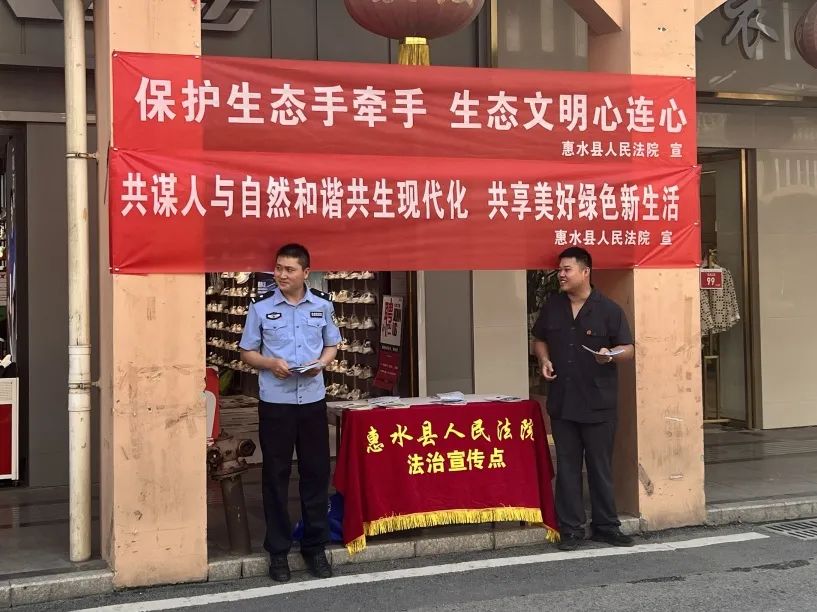 保护生态手牵手 生态文明心连心
惠水县人民法院 宣
共谋人与自然和谐共生现代化 共享美好绿色新生活
惠水县人民法院 宣
惠水县人民法院
法治宣传点
99